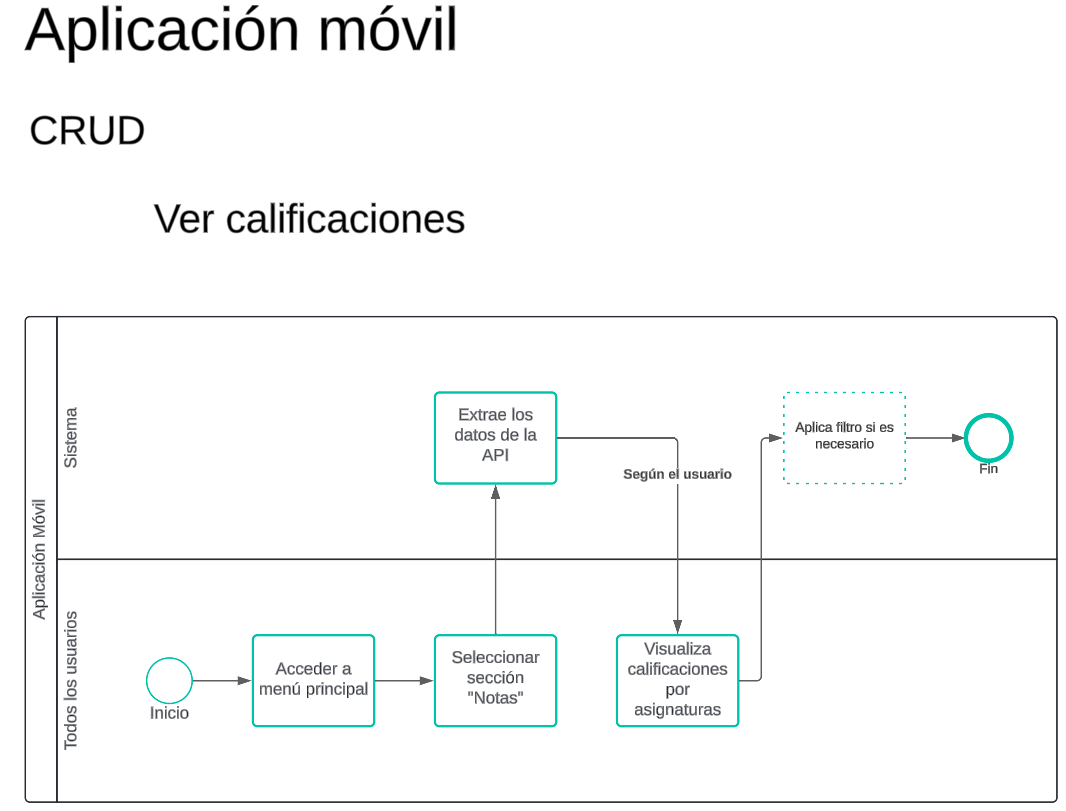 Aplicación móvil
CRUD
Ver calificaciones
Aplicación Móvil
Sistema
Extrae los
datos de la
API
Según el usuario
Aplica filtro si es
necesario
Fin
Todos los usuarios
Inicio
Acceder a
menú principal
Seleccionar
sección
"Notas"
Visualiza
calificaciones
por
asignaturas